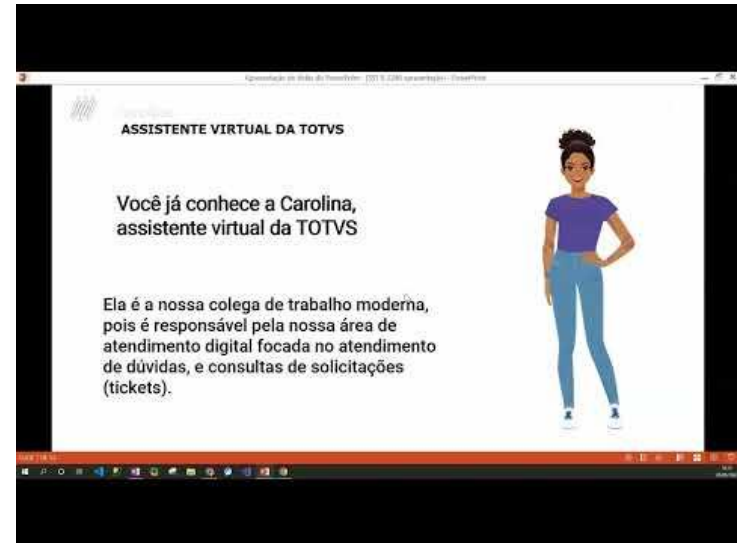 ASSISTENTE VIRTUAL DA TOTVS
Você já conhece a Carolina,
assistente virtual da TOTVS
Ela é a nossa colega de trabalho moderna,
pois é responsável pela nossa área de
atendimento digital focada no atendimento
de dúvidas, e consultas de solicitações
(tickets).